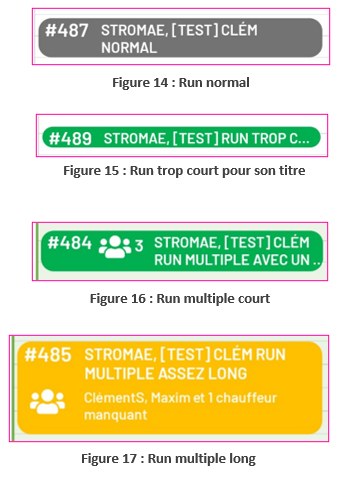 #487 STROMAE, [TEST] CLÉM
NORMAL
Figure 14 : Run normal
#489 STROMAE, [TEST] RUN TROP C...
Figure 15 : Run trop court pour son titre
#484 3 STROMAE, [TEST] CLÉM
RUN MULTIPLE AVEC UN ..
Figure 16 : Run multiple court
#485 STROMAE, [TEST] CLÉM RUN
MULTIPLE ASSEZ LONG
ClémentS, Maxim et 1 chauffeur
manquant
Figure 17 : Run multiple long